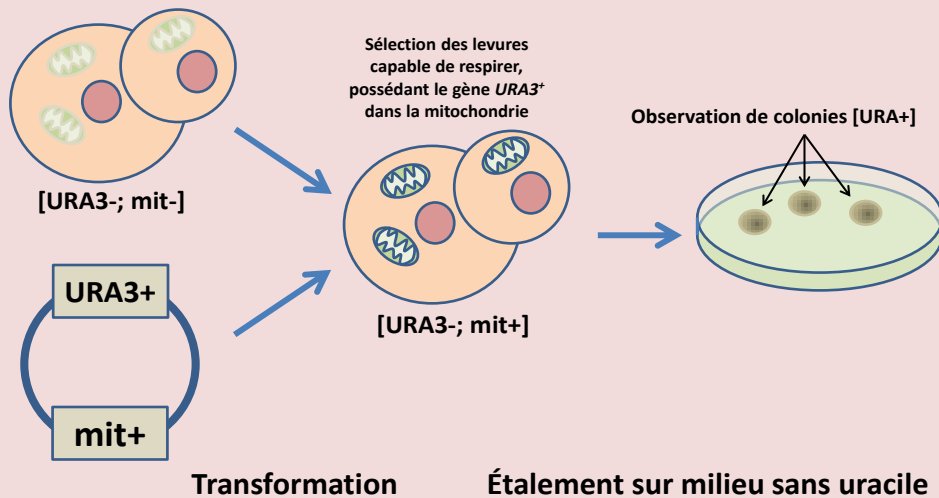 Sélection des levures
capable de respirer,
possédant le gène URA3⁺
dans la mitochondrie
Observation de colonies [URA+]
[URA3-; mit-]
[URA3-; mit+]
URA3+
mit+
Transformation
Étalement sur milieu sans uracile